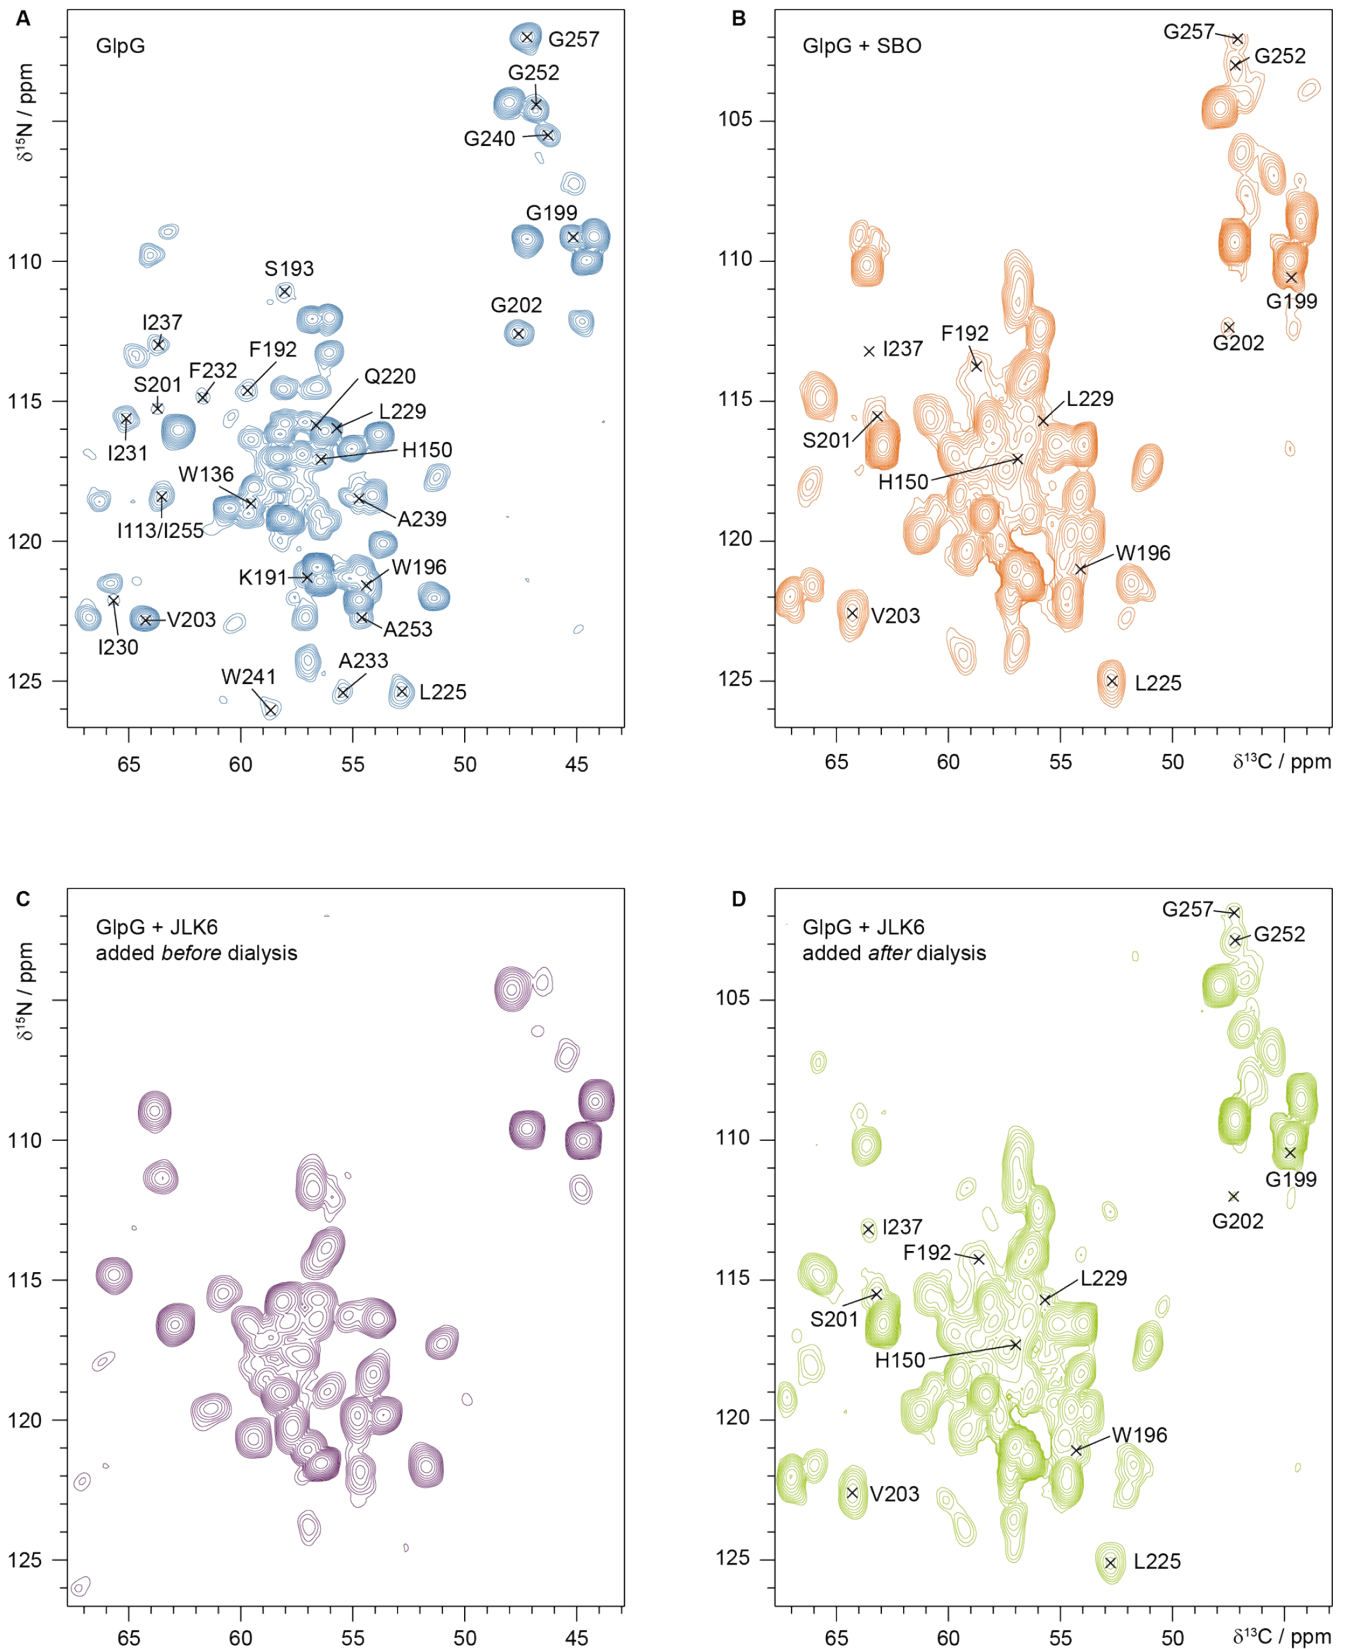 A
GlpG
G257
G252
G240
G199
S193
G202
I237
F192
F232
S201
Q220
L229
I231
H150
W136
I113/I255
A239
K191
W196
V203
A253
I230
A233
W241
L225
δ¹⁵N / ppm
110
115
120
125
65
60
55
50
45
B
GlpG + SBO
G257
G252
G199
G202
F192
I237
L229
S201
H150
W196
V203
L225
105
110
115
120
125
65
60
55
50
δ¹³C / ppm
C
GlpG + JLK6
added before dialysis
δ¹⁵N / ppm
110
115
120
125
65
60
55
50
45
D
GlpG + JLK6
added after dialysis
G257
G252
G199
G202
I237
F192
L229
S201
H150
W196
V203
L225
105
110
115
120
125
65
60
55
50
δ¹³C / ppm